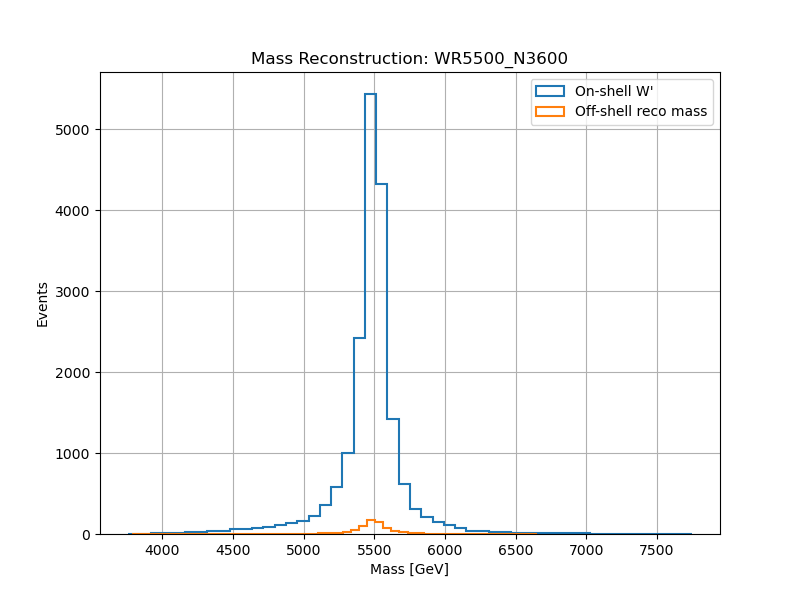 Mass Reconstruction: WR5500_N3600
On-shell W'
Off-shell reco mass
Events
5000
4000
3000
2000
1000
0
4000 4500 5000 5500 6000 6500 7000 7500
Mass [GeV]